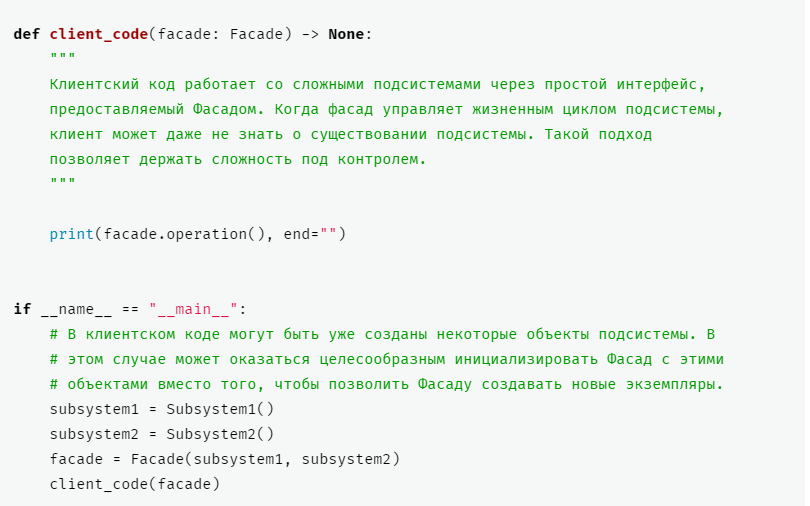 def client_code(facade: Facade) -> None:
    """
    Клиентский код работает со сложными подсистемами через простой интерфейс,
    предоставляемый Фасадом. Когда фасад управляет жизненным циклом подсистемы,
    клиент может даже не знать о существовании подсистемы. Такой подход
    позволяет держать сложность под контролем.
    """
    print(facade.operation(), end="")
if __name__ == "__main__":
    # В клиентском коде могут быть уже созданы некоторые объекты подсистемы. В
    # этом случае может оказаться целесообразным инициализировать Фасад с этими
    # объектами вместо того, чтобы позволить Фасаду создавать новые экземпляры.
    subsystem1 = Subsystem1()
    subsystem2 = Subsystem2()
    facade = Facade(subsystem1, subsystem2)
    client_code(facade)